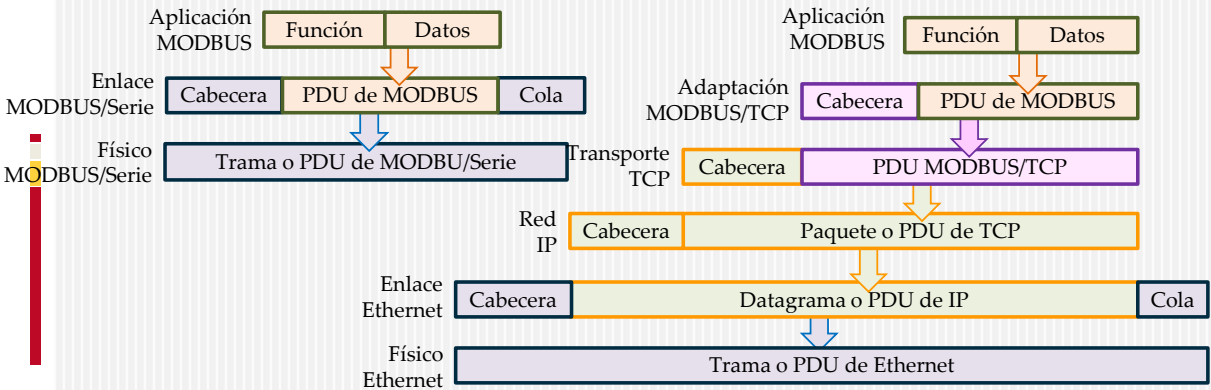 Aplicación
MODBUS
Función
Datos
Enlace
MODBUS/Serie
Cabecera
PDU de MODBUS
Cola
Físico
MODBUS/Serie
Trama o PDU de MODBU/Serie
Aplicación
MODBUS
Función
Datos
Adaptación
MODBUS/TCP
Cabecera
PDU de MODBUS
Transporte
TCP
Cabecera
PDU MODBUS/TCP
Red
IP
Cabecera
Paquete o PDU de TCP
Enlace
Ethernet
Cabecera
Datagrama o PDU de IP
Cola
Físico
Ethernet
Trama o PDU de Ethernet